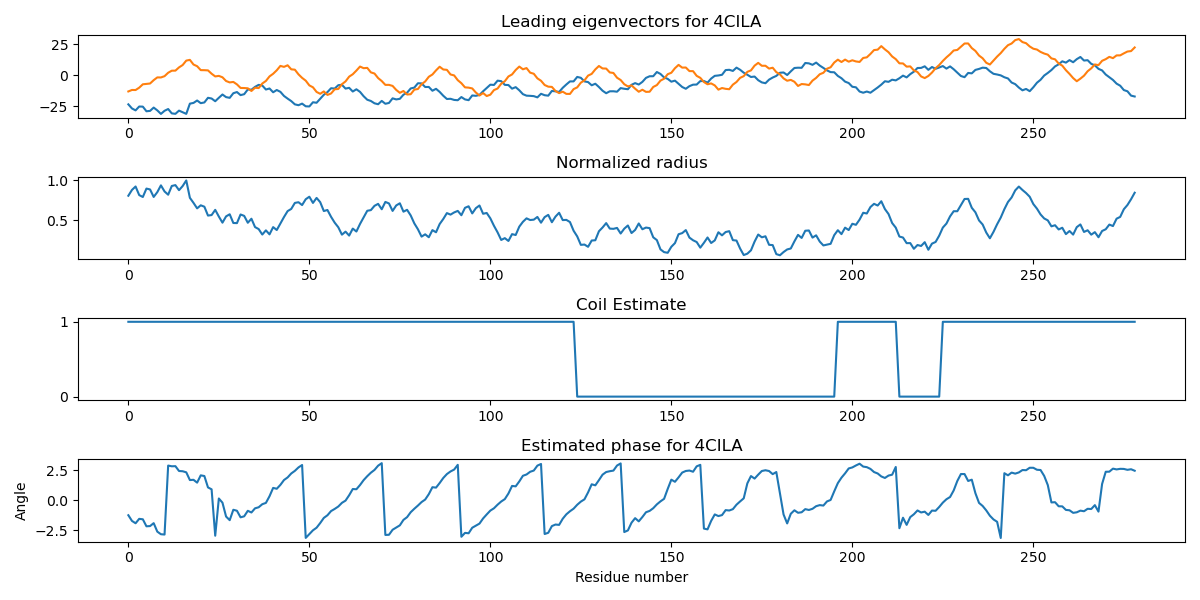 Leading eigenvectors for 4CILA
25
0
−25
0 50 100 150 200 250
Normalized radius
1.0
0.5
0 50 100 150 200 250
Coil Estimate
1
0
0 50 100 150 200 250
Estimated phase for 4CILA
Angle
2.5
0.0
−2.5
0 50 100 150 200 250
Residue number